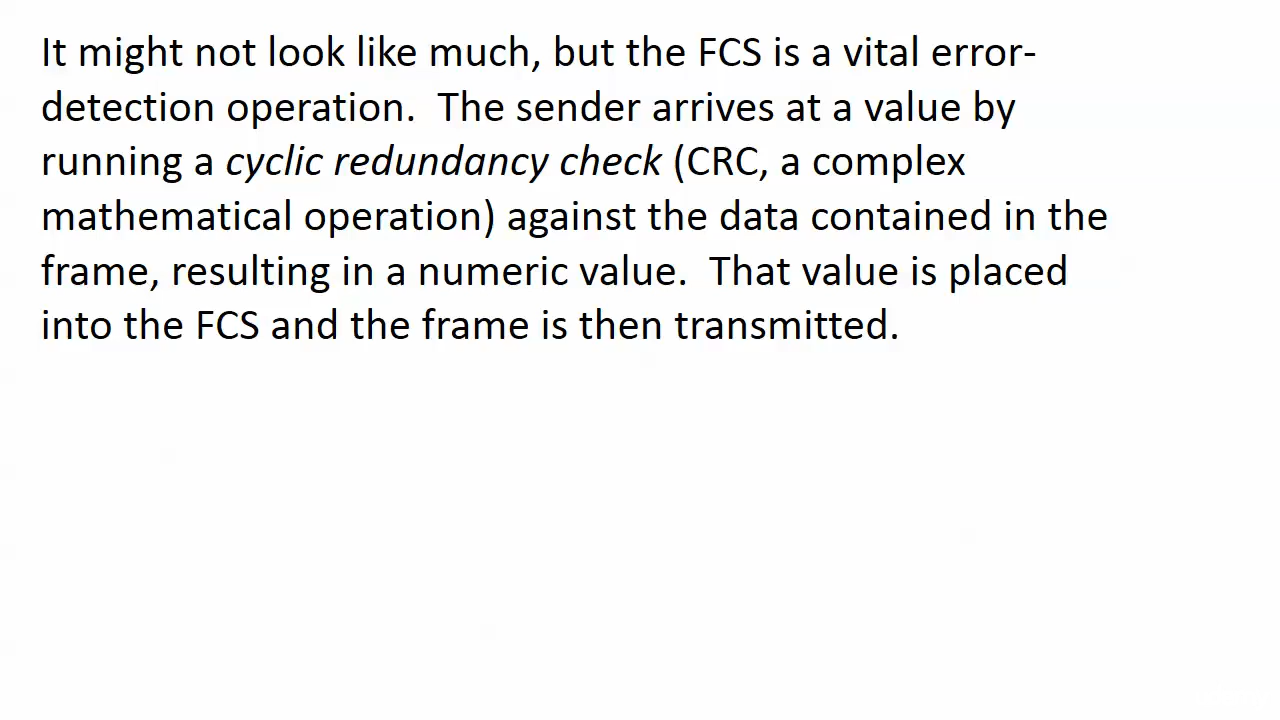 It might not look like much, but the FCS is a vital error-
detection operation.  The sender arrives at a value by
running a cyclic redundancy check (CRC, a complex
mathematical operation) against the data contained in the
frame, resulting in a numeric value.  That value is placed
into the FCS and the frame is then transmitted.